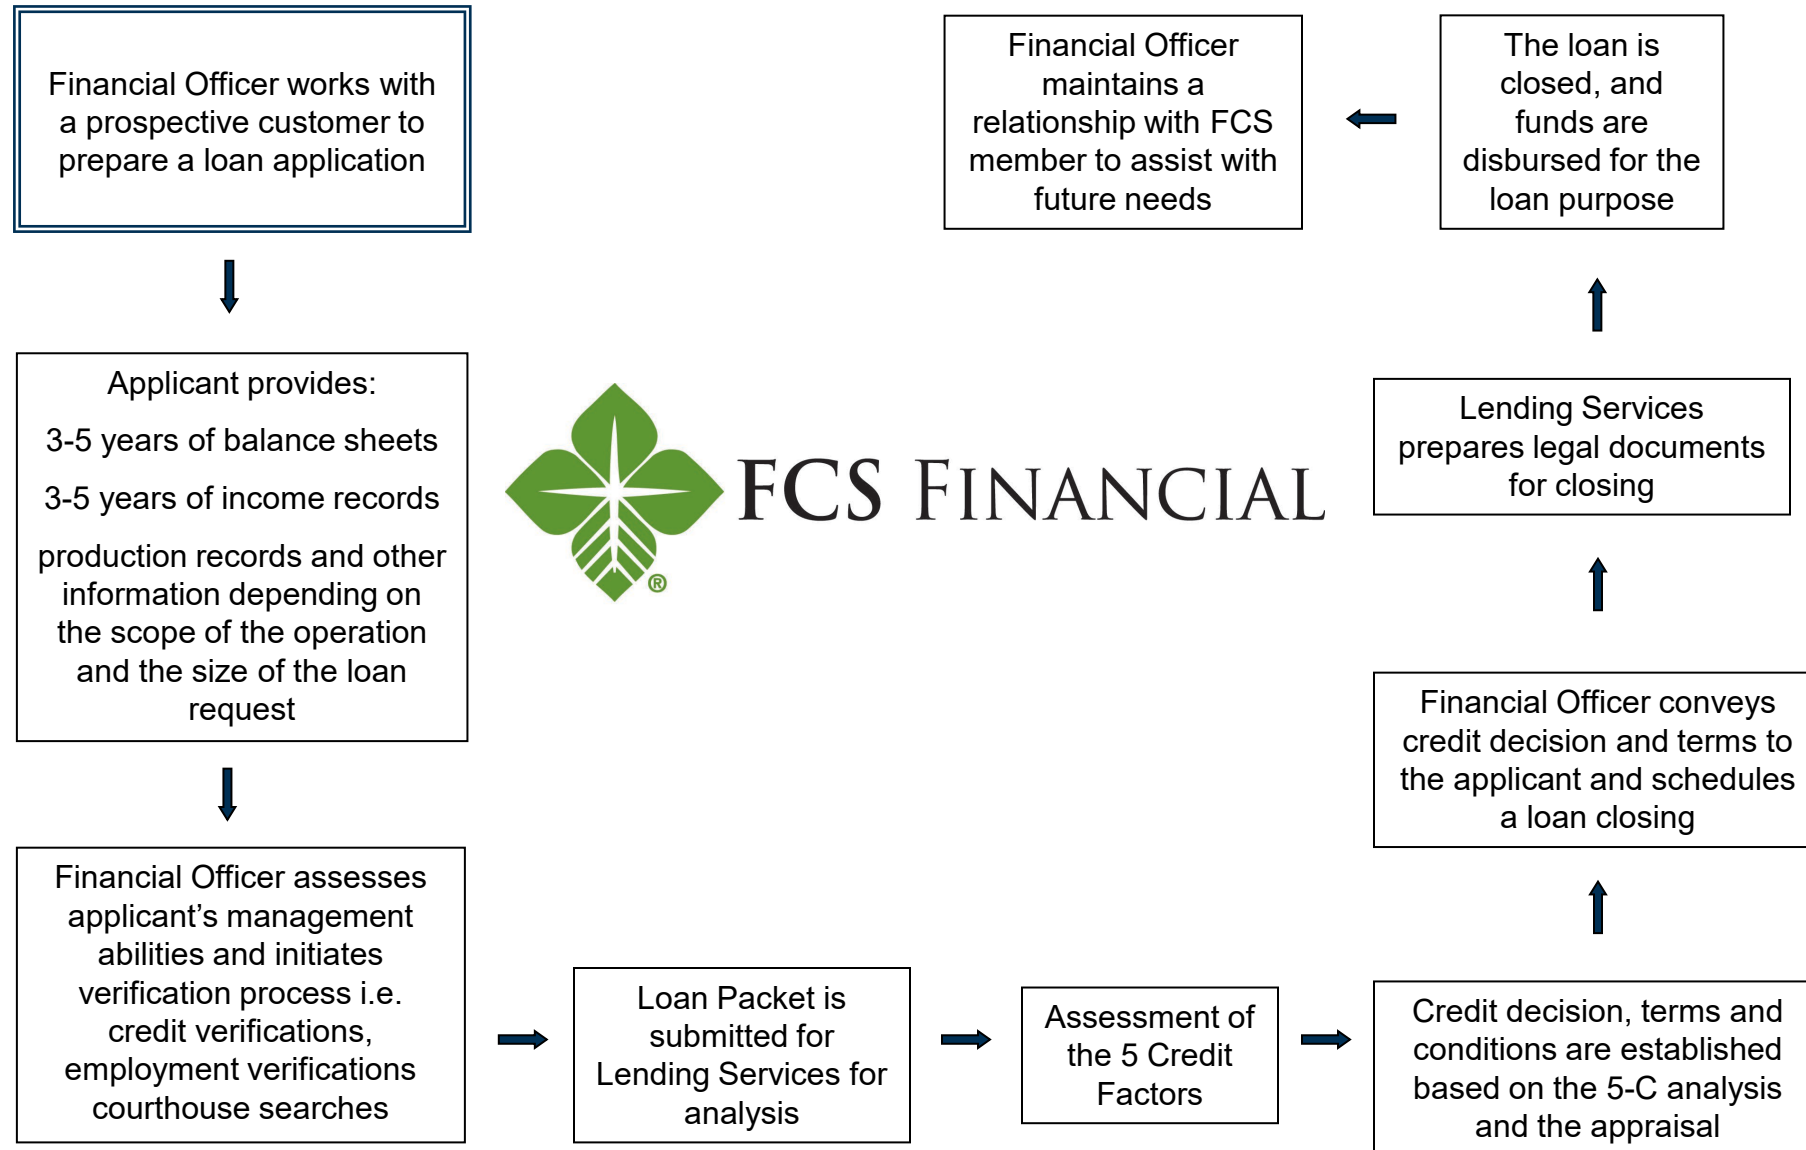 Financial Officer works with
a prospective customer to
prepare a loan application
Applicant provides:
3-5 years of balance sheets
3-5 years of income records
production records and other
information depending on
the scope of the operation
and the size of the loan
request
Financial Officer assesses
applicant’s management
abilities and initiates
verification process i.e.
credit verifications,
employment verifications
courthouse searches
Loan Packet is
submitted for
Lending Services for
analysis
Assessment of
the 5 Credit
Factors
Credit decision, terms and
conditions are established
based on the 5-C analysis
and the appraisal
Financial Officer conveys
credit decision and terms to
the applicant and schedules
a loan closing
Lending Services
prepares legal documents
for closing
The loan is
closed, and
funds are
disbursed for the
loan purpose
Financial Officer
maintains a
relationship with FCS
member to assist with
future needs
FCS FINANCIAL
®